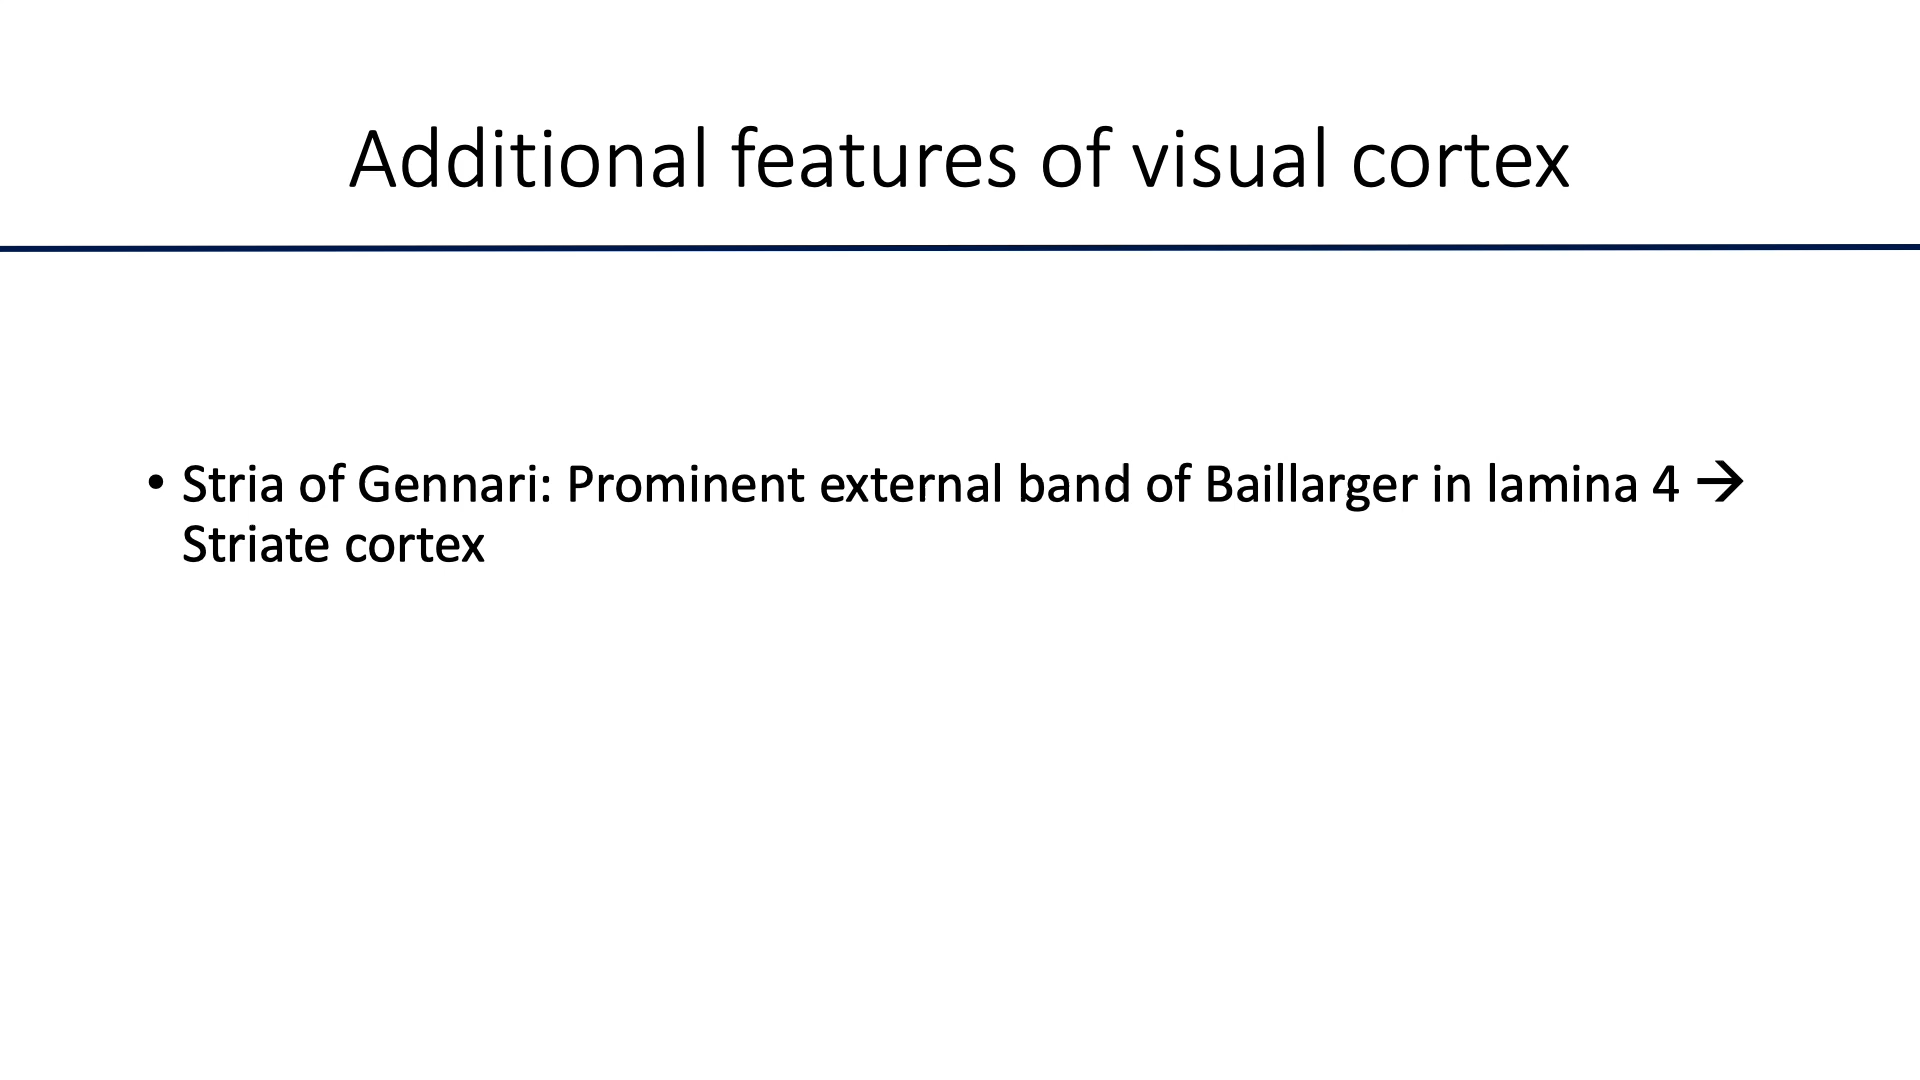 Additional features of visual cortex
• Stria of Gennari: Prominent external band of Baillarger in lamina 4 →
Striate cortex